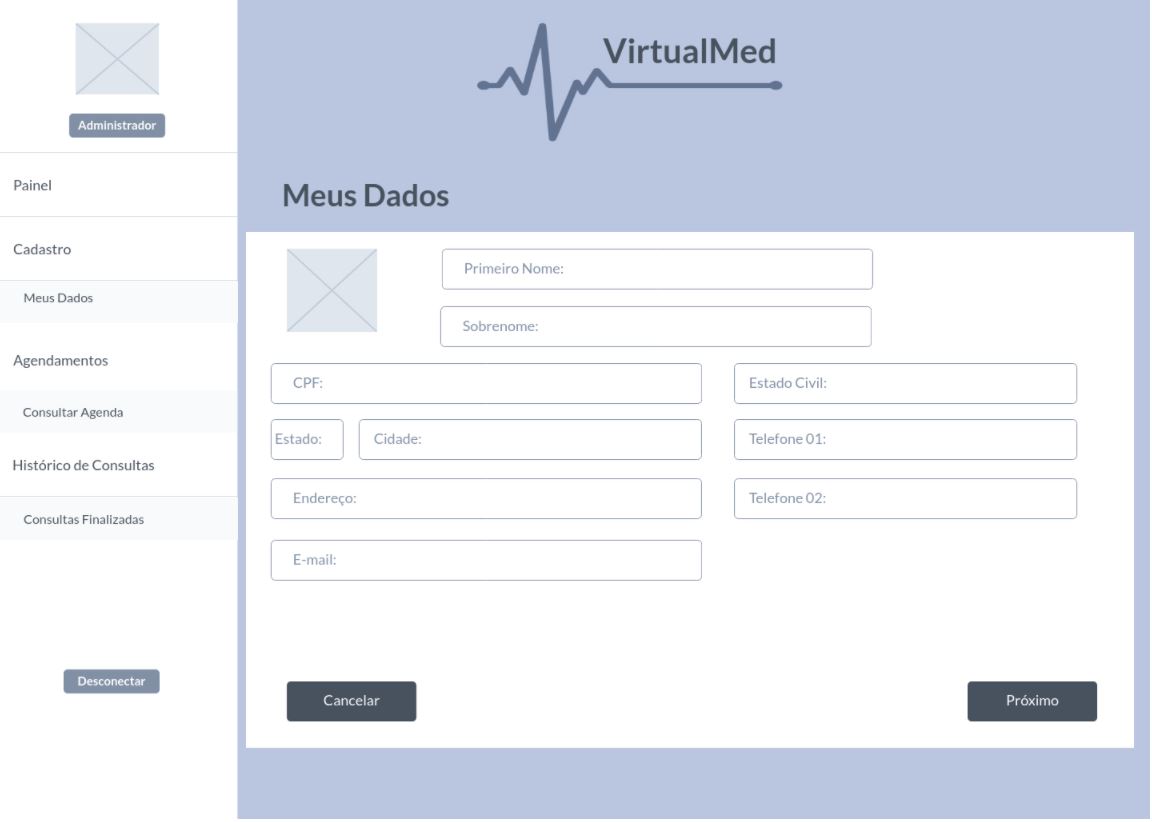 Administrador
Painel
Cadastro
Meus Dados
Agendamentos
Consultar Agenda
Histórico de Consultas
Consultas Finalizadas
Desconectar
VirtualMed
Meus Dados
Primeiro Nome:
Sobrenome:
CPF:
Estado Civil:
Estado:
Cidade:
Telefone 01:
Endereço:
Telefone 02:
E-mail:
Cancelar
Próximo